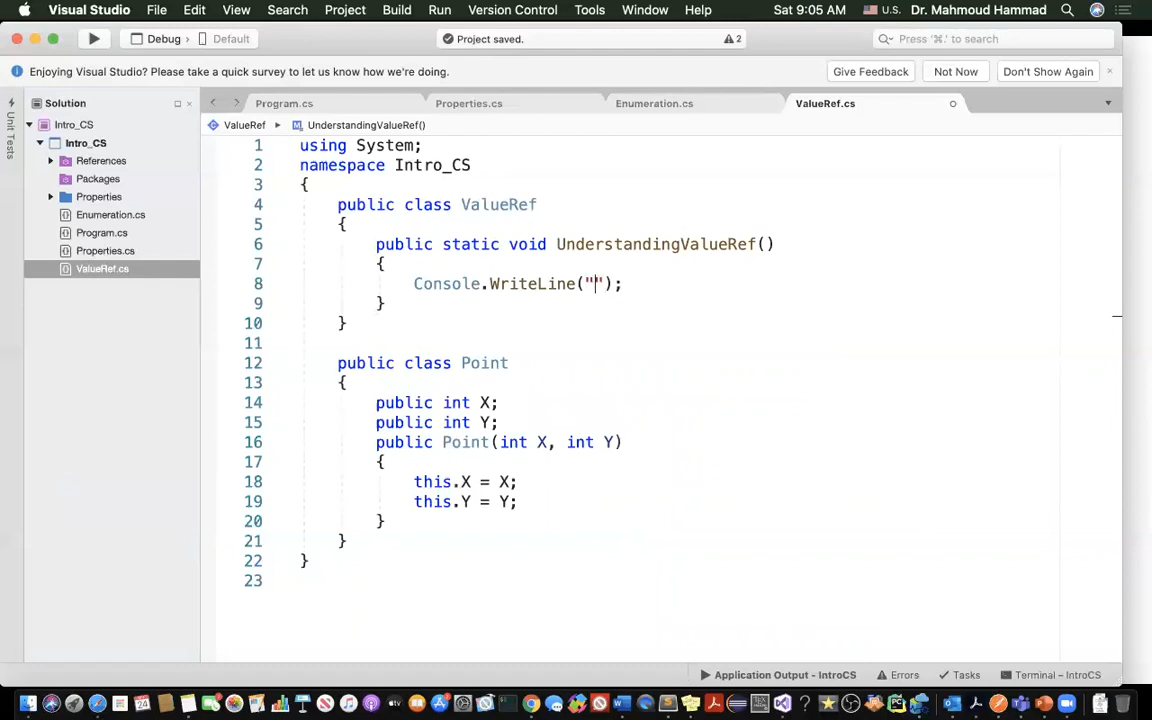 Visual Studio File Edit View Search Project Build Run Version Control Tools Window Help U.S. Sat 9:05 AM Dr. Mahmoud Hammad
Debug › Default Project saved. 2 Press '⌘.' to search
Enjoying Visual Studio? Please take a quick survey to let us know how we're doing. Give Feedback Not Now Don't Show Again
Unit Tests
Solution
Intro_CS
Intro_CS
References
Packages
Properties
Enumeration.cs
Program.cs
Properties.cs
ValueRef.cs
Program.cs Properties.cs Enumeration.cs ValueRef.cs
ValueRef UnderstandingValueRef()
1 using System;
2 namespace Intro_CS
3 {
4 public class ValueRef
5 {
6 public static void UnderstandingValueRef()
7 {
8 Console.WriteLine("");
9 }
10 }
11
12 public class Point
13 {
14 public int X;
15 public int Y;
16 public Point(int X, int Y)
17 {
18 this.X = X;
19 this.Y = Y;
20 }
21 }
22 }
23
Application Output - IntroCS Errors Tasks Terminal – IntroCS